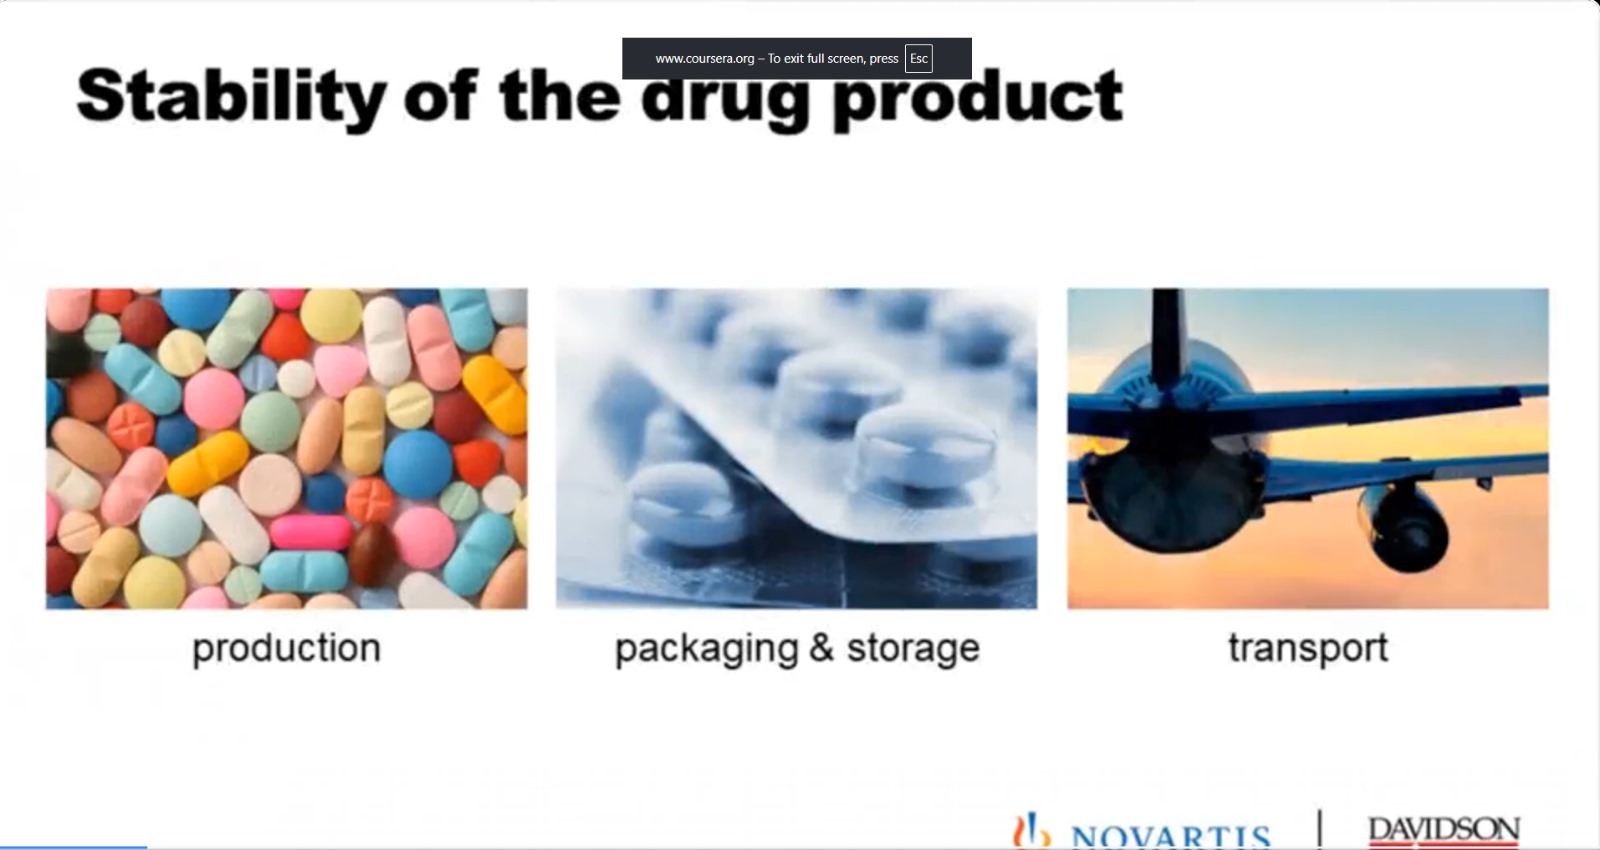 www.coursera.org – To exit full screen, press Esc
Stability of the drug product
production
packaging & storage
transport
NOVARTIS
DAVIDSON